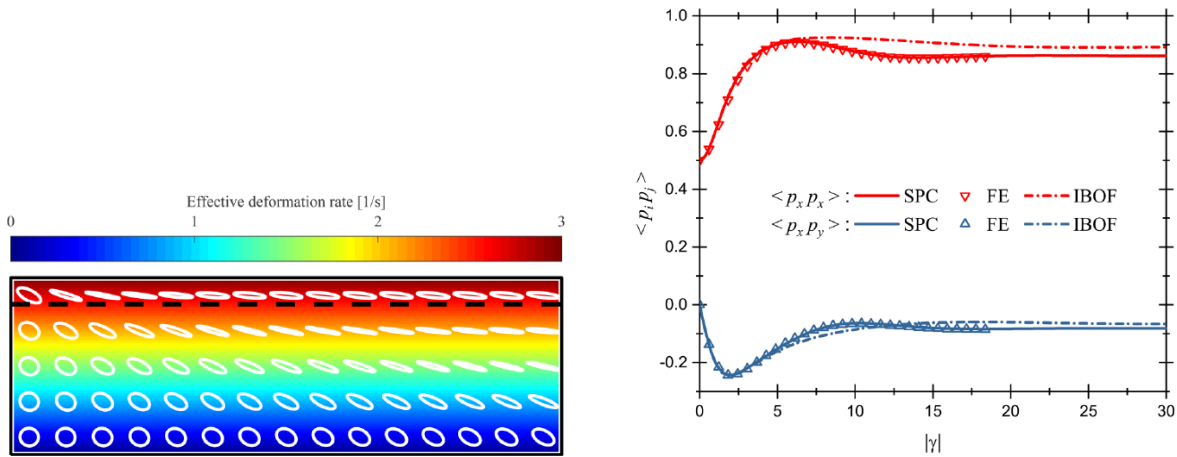 Effective deformation rate [1/s]
0 1 2 3
1.0
0.8
0.6
0.4
0.2
0.0
-0.2
<p_i p_j>
<p_x p_x> : SPC FE IBOF
<p_x p_y> : SPC FE IBOF
0 5 10 15 20 25 30
|γ|